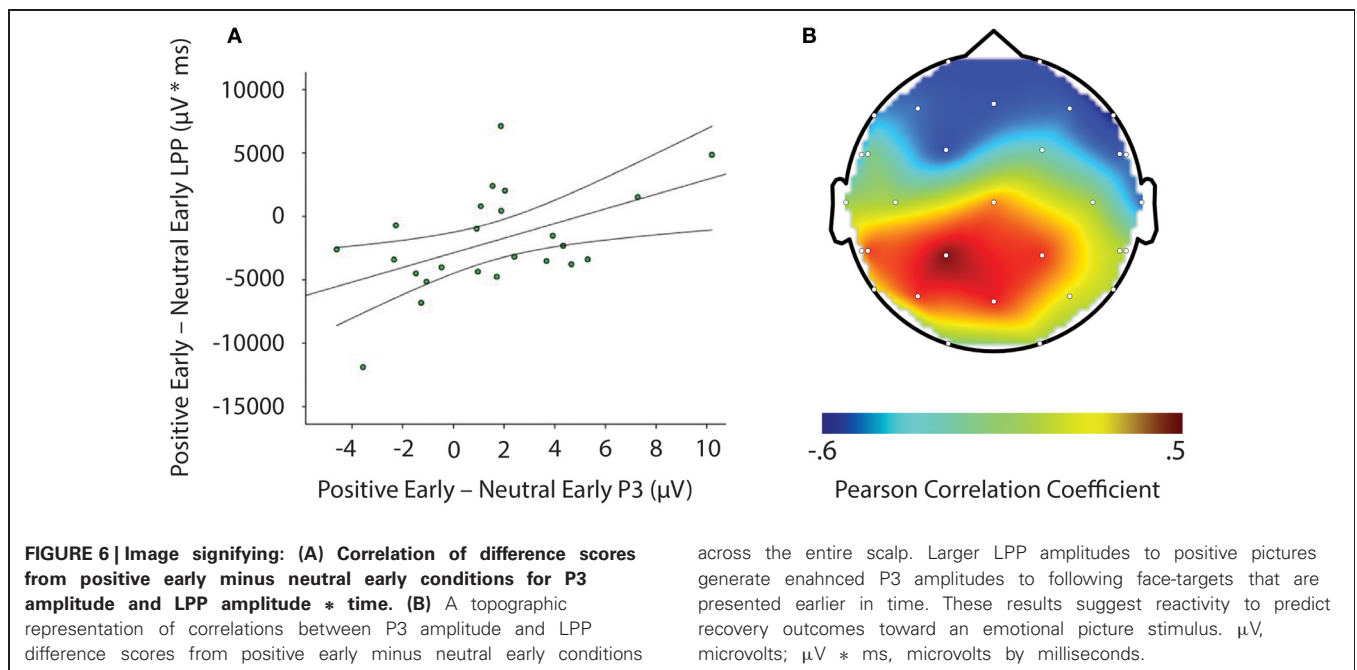 A
Positive Early – Neutral Early LPP (µV * ms)
10000
5000
0
-5000
-10000
-15000
-4 -2 0 2 4 6 8 10
Positive Early – Neutral Early P3 (µV)
B
-.6 .5
Pearson Correlation Coefficient
FIGURE 6 | Image signifying: (A) Correlation of difference scores
from positive early minus neutral early conditions for P3
amplitude and LPP amplitude * time. (B) A topographic
representation of correlations between P3 amplitude and LPP
difference scores from positive early minus neutral early conditions
across the entire scalp. Larger LPP amplitudes to positive pictures
generate enahnced P3 amplitudes to following face-targets that are
presented earlier in time. These results suggest reactivity to predict
recovery outcomes toward an emotional picture stimulus. µV,
microvolts; µV * ms, microvolts by milliseconds.